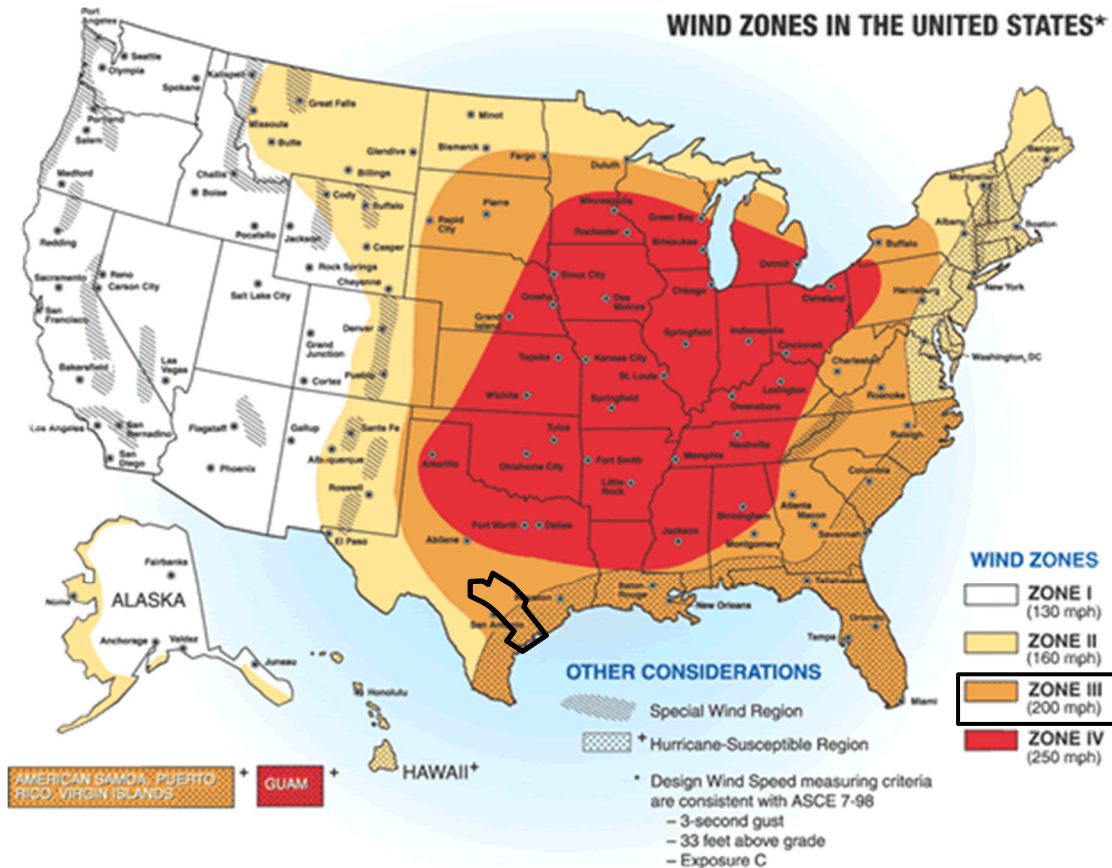 WIND ZONES IN THE UNITED STATES*
Port
Angeles
Seattle
Olympia
Spokane
Kalispell
Great Falls
Portland
Salem
Missoula
Butte
Glendive
Billings
Minot
Bismarck
Fargo
Duluth
Medford
Challis
Boise
Cody
Buffalo
Pierre
Rapid
City
Minneapolis
Rochester
Green Bay
Milwaukee
Bangor
Montpelier
Albany
Boston
Buffalo
Redding
Pocatello
Jackson
Casper
Rock Springs
Cheyenne
Sioux City
Detroit
Chicago
Cleveland
Harrisburg
New York
Sacramento
Reno
Carson City
San
Francisco
Salt Lake City
Omaha
Des
Moines
Grand
Island
Denver
Grand
Junction
Pueblo
Cortez
Springfield
Indianapolis
Cincinnati
Washington, DC
Topeka
Kansas City
St. Louis
Charleston
Lexington
Roanoke
Bakersfield
Las
Vegas
Wichita
Springfield
Owensboro
Raleigh
Los Angeles
San
Bernadino
San
Diego
Flagstaff
Gallup
Santa Fe
Albuquerque
Amarillo
Tulsa
Oklahoma City
Fort Smith
Nashville
Memphis
Columbia
Phoenix
Roswell
Little
Rock
Atlanta
Macon
Birmingham
El Paso
Fort Worth
Dallas
Abilene
Jackson
Montgomery
Savannah
Tallahassee
Baton
Rouge
New Orleans
Orlando
Tampa
Miami
Fairbanks
Nome
ALASKA
Anchorage
Valdez
Juneau
Honolulu
HAWAII+
AMERICAN SAMOA, PUERTO
RICO, VIRGIN ISLANDS
+
GUAM
+
WIND ZONES
ZONE I
(130 mph)
ZONE II
(160 mph)
ZONE III
(200 mph)
ZONE IV
(250 mph)
OTHER CONSIDERATIONS
Special Wind Region
+ Hurricane-Susceptible Region
* Design Wind Speed measuring criteria
are consistent with ASCE 7-98
– 3-second gust
– 33 feet above grade
– Exposure C